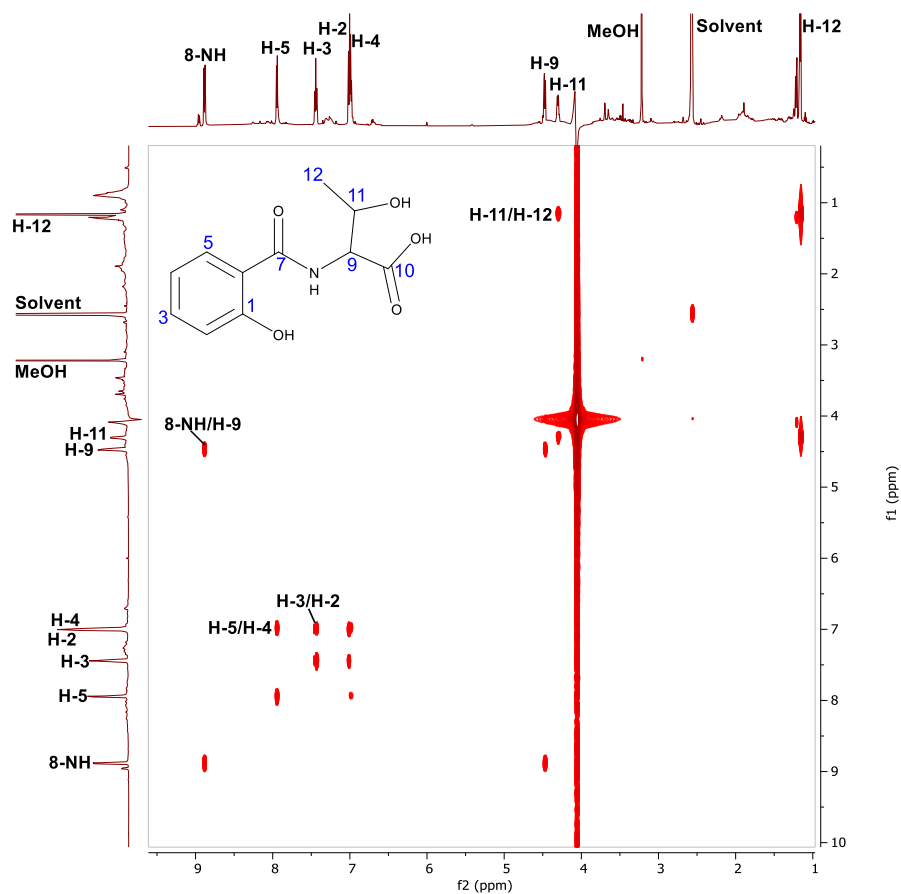 H-2
H-12
MeOH
Solvent
H-5
H-3
H-4
8-NH
H-9
H-11
12
11
OH
O
OH
5
7
N
H
9
10
O
1
3
OH
H-11/H-12
H-12
Solvent
MeOH
H-11
H-9
8-NH/H-9
H-3/H-2
H-5/H-4
H-4
H-2
H-3
H-5
8-NH
1
2
3
4
5
6
7
8
9
10
f1 (ppm)
9 8 7 6 5 4 3 2 1
f2 (ppm)